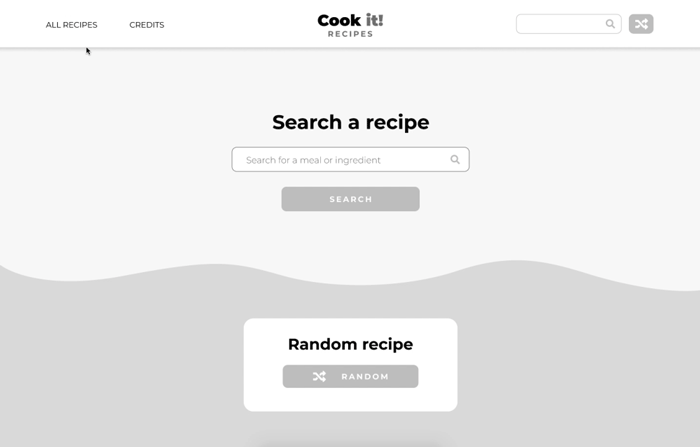 ALL RECIPES
CREDITS
Cook it!
RECIPES
Search a recipe
Search for a meal or ingredient
SEARCH
Random recipe
RANDOM